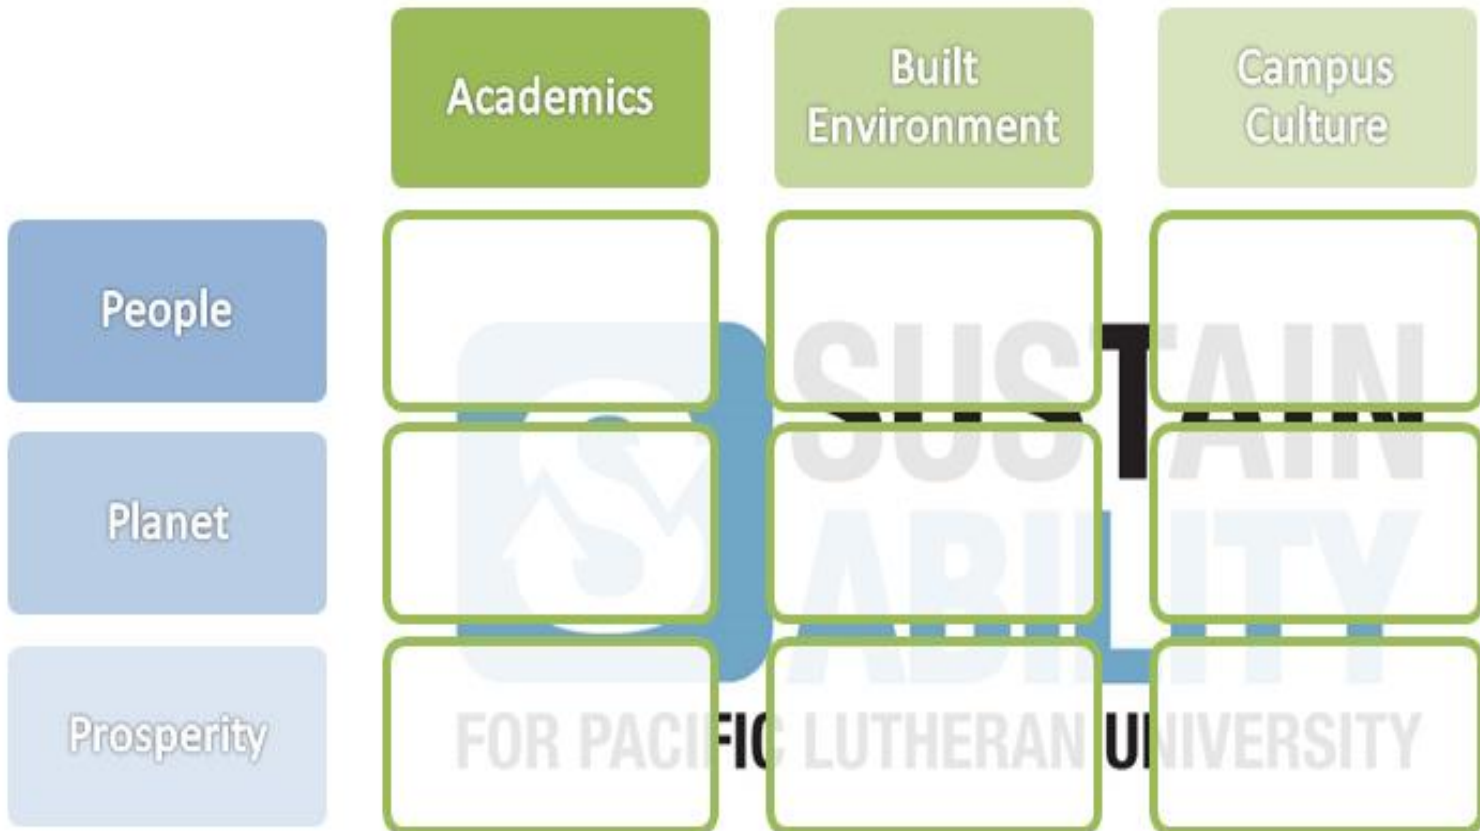 Academics
Built
Environment
Campus
Culture
People
SUSTAIN
Planet
ABILITY
Prosperity
FOR PACIFIC LUTHERAN UNIVERSITY